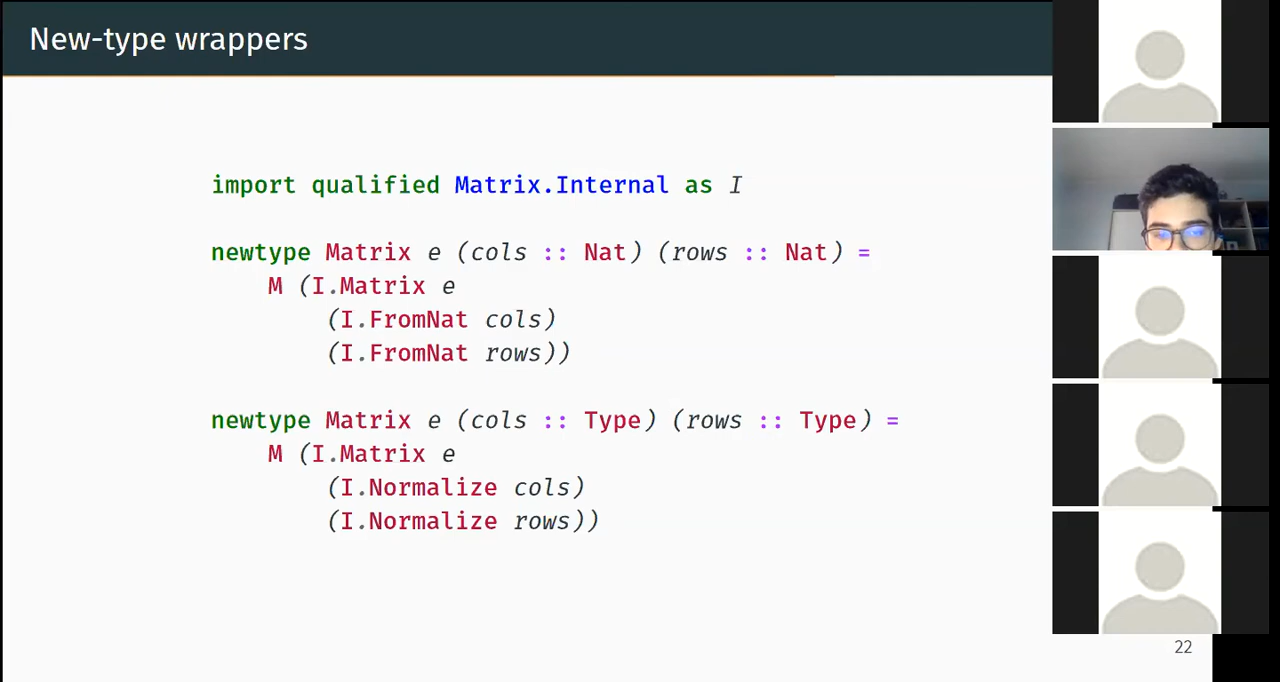 New-type wrappers
import qualified Matrix.Internal as I
newtype Matrix e (cols :: Nat) (rows :: Nat) =
M (I.Matrix e
(I.FromNat cols)
(I.FromNat rows))
newtype Matrix e (cols :: Type) (rows :: Type) =
M (I.Matrix e
(I.Normalize cols)
(I.Normalize rows))
22